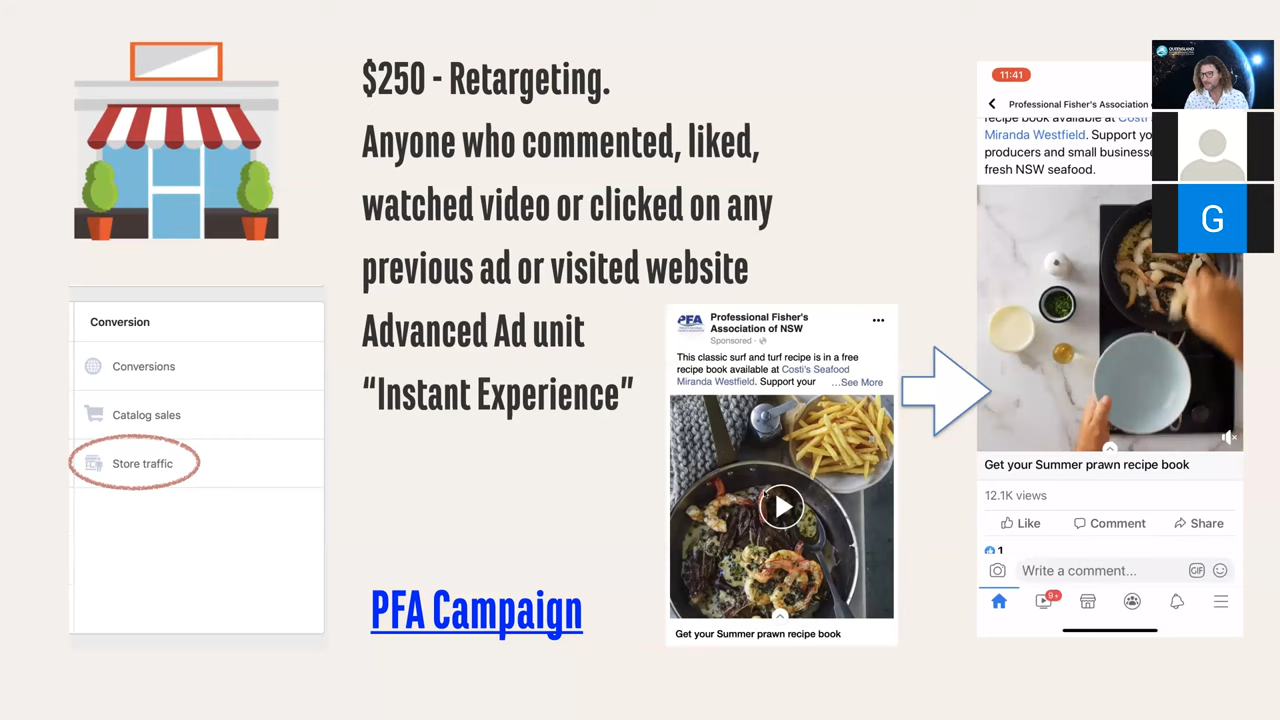 $250 - Retargeting.
Anyone who commented, liked,
watched video or clicked on any
previous ad or visited website
Advanced Ad unit
“Instant Experience”
Conversion
Conversions
Catalog sales
Store traffic
PFA Campaign
PFA
Professional Fisher's
Association of NSW
Sponsored ·
This classic surf and turf recipe is in a free
recipe book available at Costi's Seafood
Miranda Westfield. Support your ...See More
Get your Summer prawn recipe book
11:41
Professional Fisher's Association
recipe book available at Costi's
Miranda Westfield. Support yo
producers and small businesse
fresh NSW seafood.
Get your Summer prawn recipe book
12.1K views
Like Comment Share
1
Write a comment... GIF
9+
QUEENSLAND
G